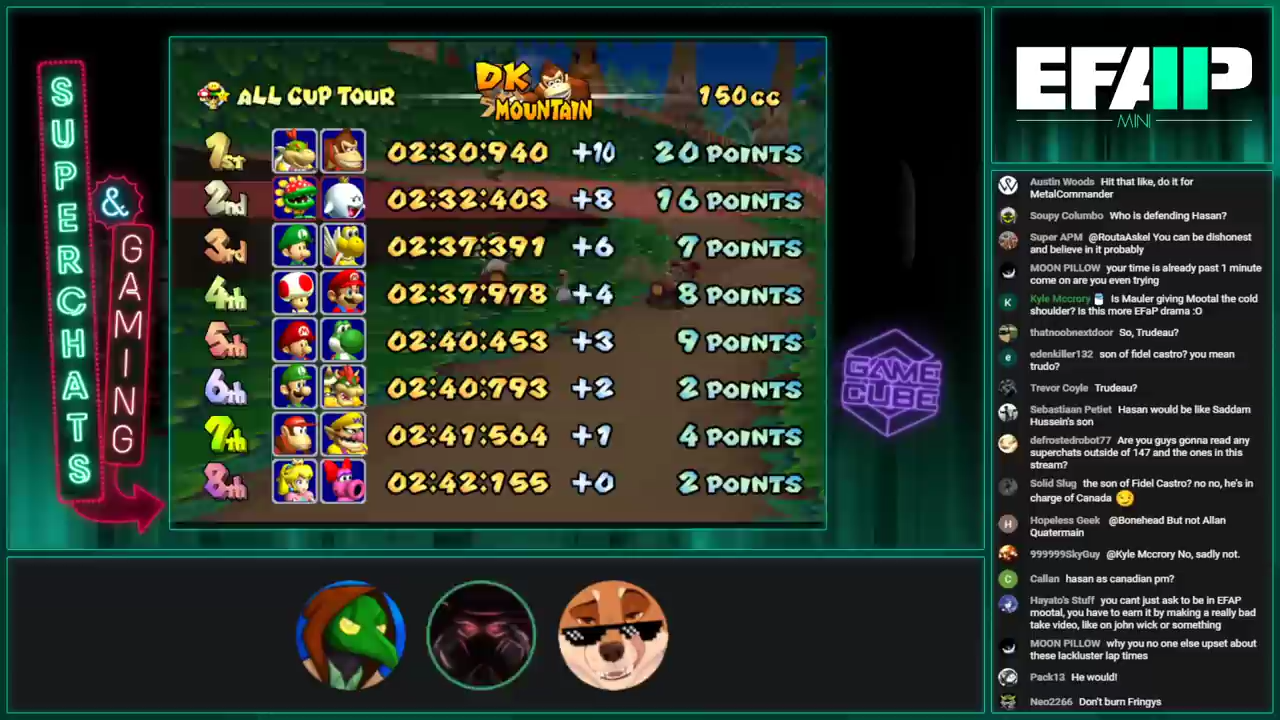 SUPERCHATS
&
GAMING
ALL CUP TOUR
DK
MOUNTAIN
150cc
1st 02:30:940 +10 20 POINTS
2nd 02:32:403 +8 16 POINTS
3rd 02:37:391 +6 7 POINTS
4th 02:37:978 +4 8 POINTS
5th 02:40:453 +3 9 POINTS
6th 02:40:793 +2 2 POINTS
7th 02:41:564 +1 4 POINTS
8th 02:42:155 +0 2 POINTS
GAME
CUBE
EFAP
MINI
Austin Woods Hit that like, do it for
MetalCommander
Soupy Columbo Who is defending Hasan?
Super APM @RoutaAskel You can be dishonest
and believe in it probably
MOON PILLOW your time is already past 1 minute
come on are you even trying
K
Kyle Mccrory Is Mauler giving Mootal the cold
shoulder? Is this more EFaP drama :O
thatnoobnextdoor So, Trudeau?
e
edenkiller132 son of fidel castro? you mean
trudo?
Trevor Coyle Trudeau?
Sebastiaan Petiet Hasan would be like Saddam
Hussein's son
defrostedrobot77 Are you guys gonna read any
superchats outside of 147 and the ones in this
stream?
Solid Slug the son of Fidel Castro? no no, he's in
charge of Canada
H
Hopeless Geek @Bonehead But not Allan
Quatermain
999999SkyGuy @Kyle Mccrory No, sadly not.
C
Callan hasan as canadian pm?
Hayato's Stuff you cant just ask to be in EFAP
mootal, you have to earn it by making a really bad
take video, like on john wick or something
MOON PILLOW why you no one else upset about
these lackluster lap times
Pack13 He would!
Neo2266 Don't burn Fringys